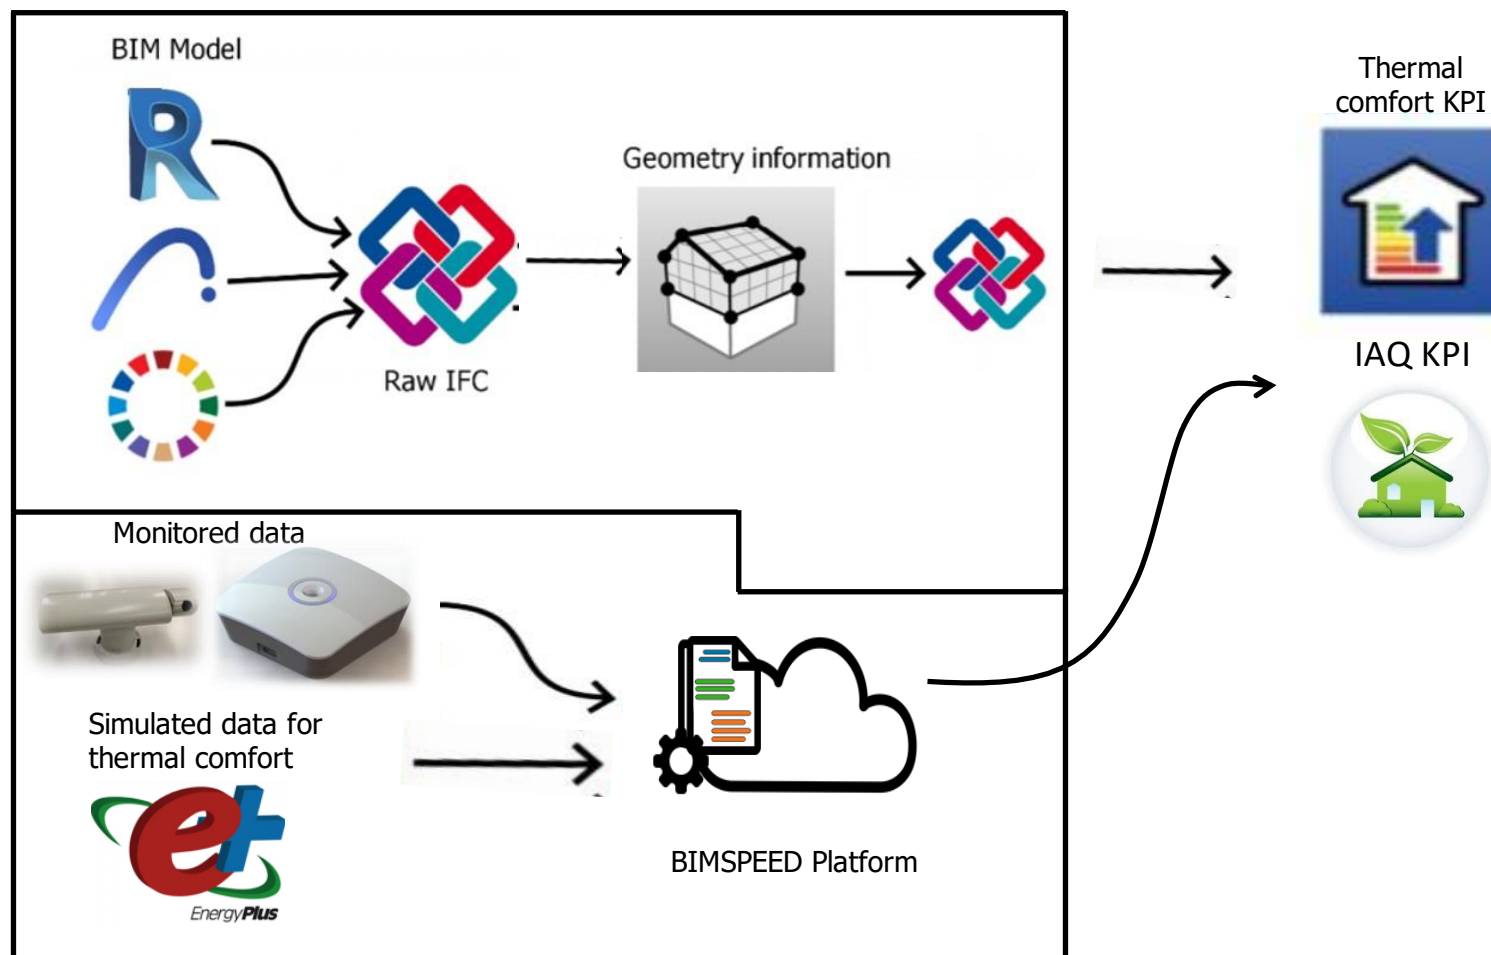 BIM Model
Thermal
comfort KPI
Geometry information
Raw IFC
IAQ KPI
Monitored data
Simulated data for
thermal comfort
e+
EnergyPlus
BIMSPEED Platform